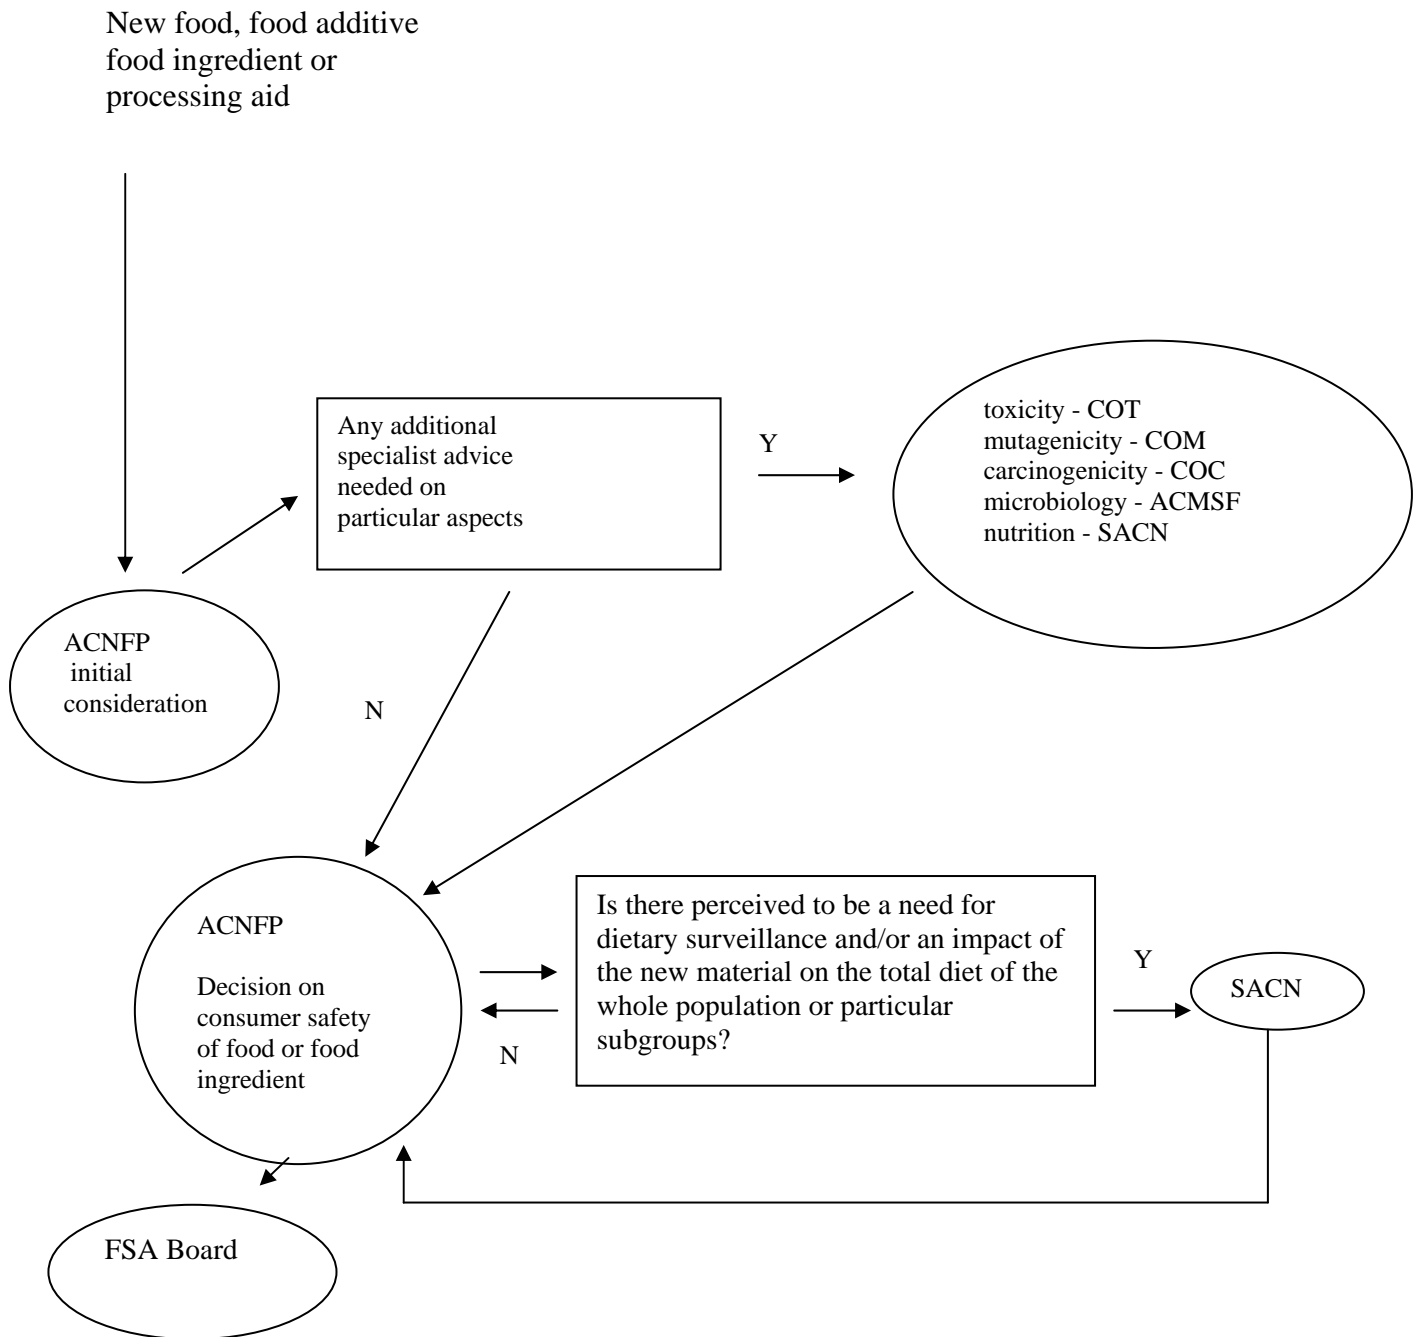 New food, food additive
food ingredient or
processing aid
Any additional
specialist advice
needed on
particular aspects
Y
toxicity - COT
mutagenicity - COM
carcinogenicity - COC
microbiology - ACMSF
nutrition - SACN
ACNFP
initial
consideration
N
ACNFP
Decision on
consumer safety
of food or food
ingredient
N
Is there perceived to be a need for
dietary surveillance and/or an impact of
the new material on the total diet of the
whole population or particular
subgroups?
Y
SACN
FSA Board